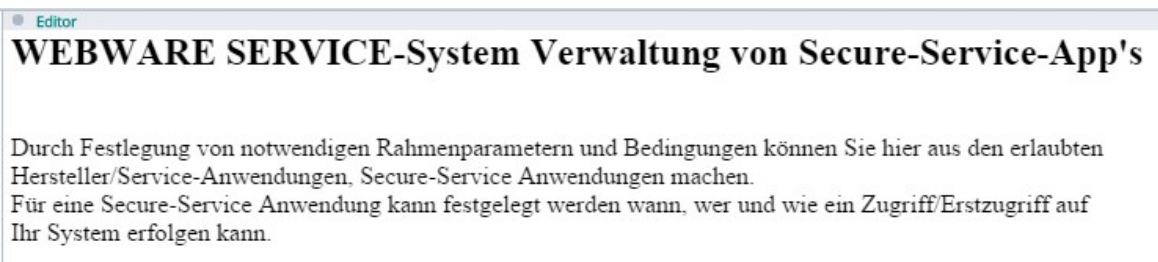 Editor
WEBWARE SERVICE-System Verwaltung von Secure-Service-App's
Durch Festlegung von notwendigen Rahmenparametern und Bedingungen können Sie hier aus den erlaubten
Hersteller/Service-Anwendungen, Secure-Service Anwendungen machen.
Für eine Secure-Service Anwendung kann festgelegt werden wann, wer und wie ein Zugriff/Erstzugriff auf
Ihr System erfolgen kann.